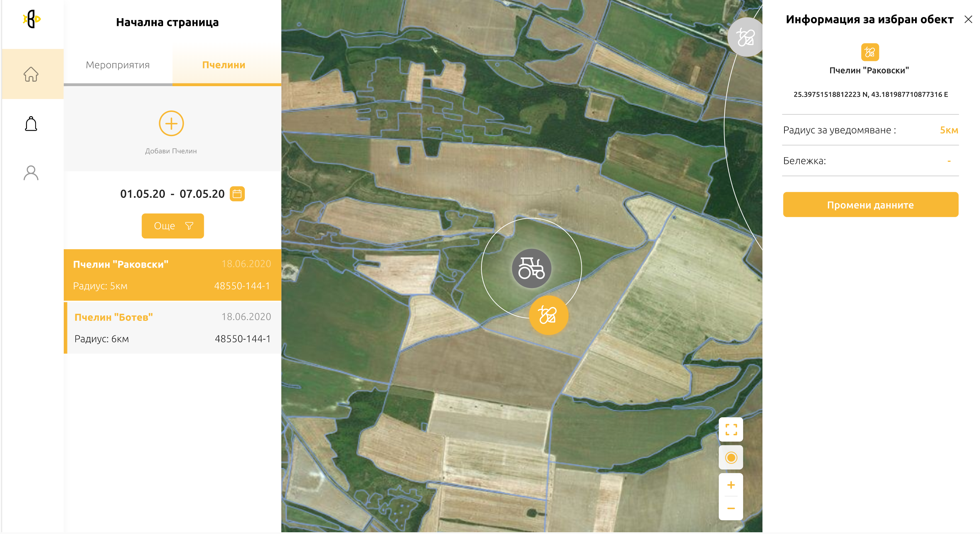 Начална страница
Мероприятия
Пчелини
Добави Пчелин
01.05.20 - 07.05.20
Още
Пчелин "Раковски"
18.06.2020
Радиус: 5км
48550-144-1
Пчелин "Ботев"
18.06.2020
Радиус: 6км
48550-144-1
Информация за избран обект
Пчелин "Раковски"
25.39751518812223 N, 43.181987710877316 E
Радиус за уведомяване :
5км
Бележка:
-
Промени данните